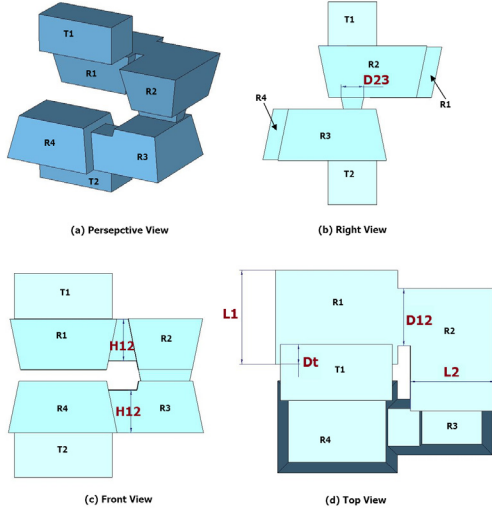 T1
R1
R2
R4
R3
T2
(a) Persepctive View
T1
R2
D23
R4
R1
R3
T2
(b) Right View
T1
R1
R2
H12
R4
H12
R3
T2
(c) Front View
L1
R1
D12
R2
Dt
T1
L2
R4
R3
(d) Top View